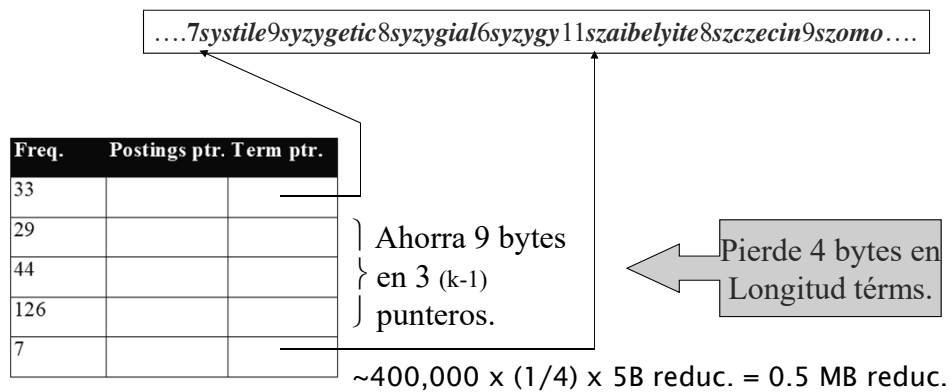 ....7systile9syzygetic8syzygial6syzygy11szaibelyite8szczecin9szomo....
Freq. Postings ptr. Term ptr.
33
29
44
126
7
Ahorra 9 bytes
en 3 (k-1)
punteros.
Pierde 4 bytes en
Longitud térms.
~400,000 x (1/4) x 5B reduc. = 0.5 MB reduc.